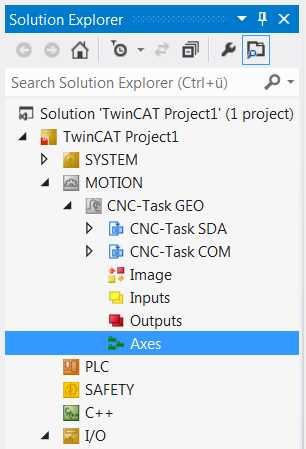 Solution Explorer
Search Solution Explorer (Ctrl+ü)
Solution 'TwinCAT Project1' (1 project)
TwinCAT Project1
SYSTEM
MOTION
CNC-Task GEO
CNC-Task SDA
CNC-Task COM
Image
Inputs
Outputs
Axes
PLC
SAFETY
C++
I/O